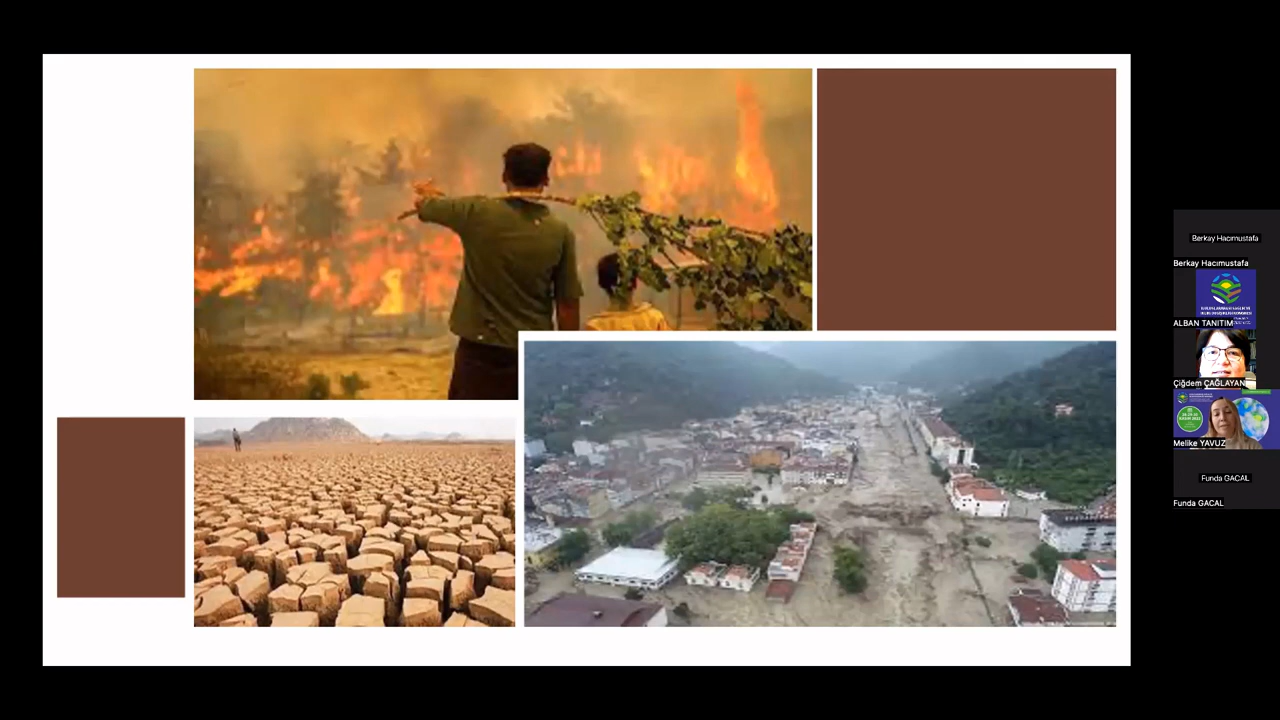 Berkay Hacımustafa
Berkay Hacımustafa
ALBAN TANITIM
Çiğdem ÇAĞLAYAN
Melike YAVUZ
Funda GACAL
Funda GACAL